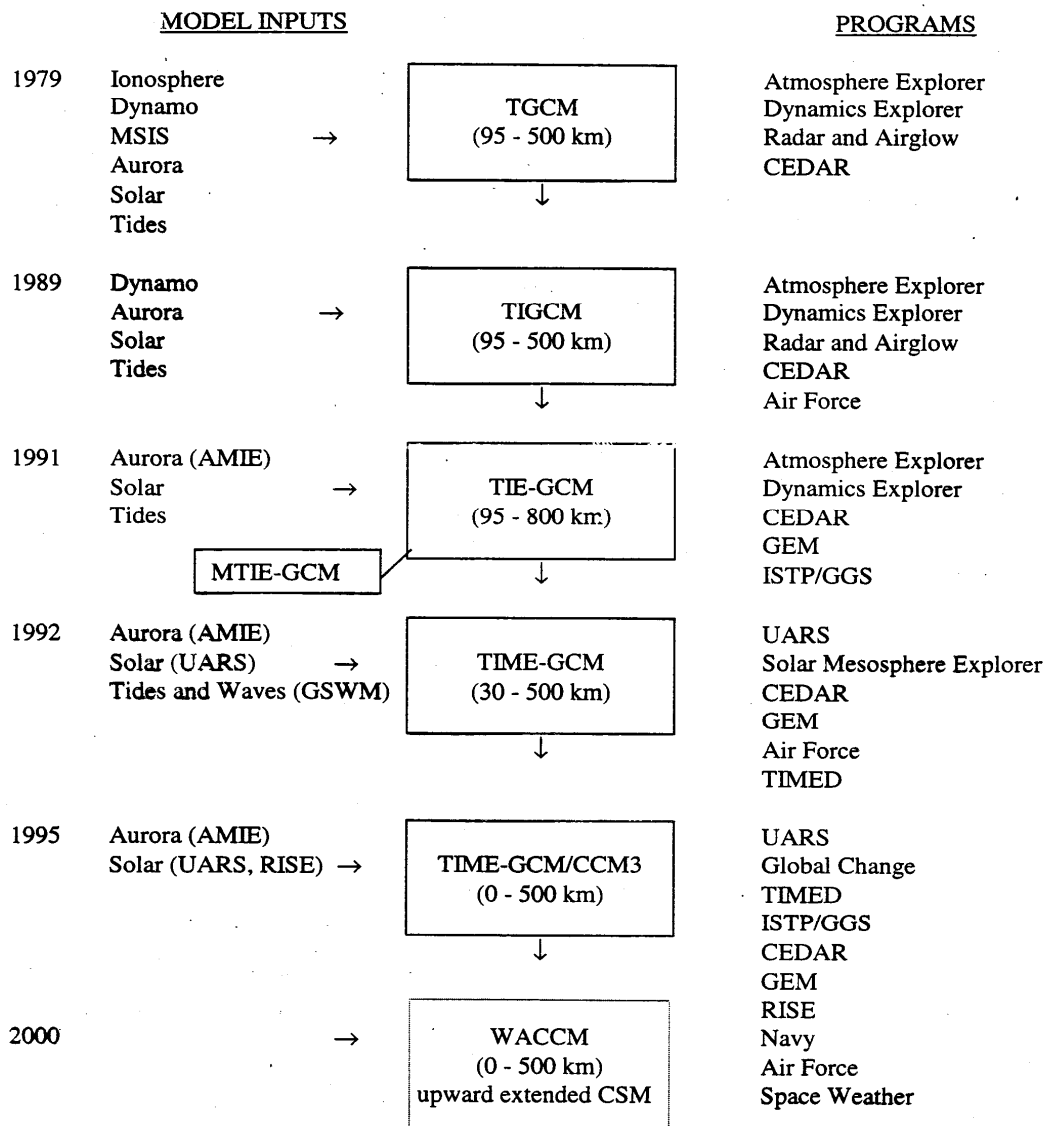 MODEL INPUTS
PROGRAMS
1979
Ionosphere
Dynamo
MSIS →
Aurora
Solar
Tides
TGCM
(95 - 500 km)
↓
Atmosphere Explorer
Dynamics Explorer
Radar and Airglow
CEDAR
1989
Dynamo
Aurora →
Solar
Tides
TIGCM
(95 - 500 km)
↓
Atmosphere Explorer
Dynamics Explorer
Radar and Airglow
CEDAR
Air Force
1991
Aurora (AMIE)
Solar →
Tides
TIE-GCM
(95 - 800 km)
↓
MTIE-GCM
Atmosphere Explorer
Dynamics Explorer
CEDAR
GEM
ISTP/GGS
1992
Aurora (AMIE)
Solar (UARS) →
Tides and Waves (GSWM)
TIME-GCM
(30 - 500 km)
↓
UARS
Solar Mesosphere Explorer
CEDAR
GEM
Air Force
TIMED
1995
Aurora (AMIE)
Solar (UARS, RISE) →
TIME-GCM/CCM3
(0 - 500 km)
↓
UARS
Global Change
TIMED
ISTP/GGS
CEDAR
GEM
RISE
Navy
Air Force
Space Weather
2000 →
WACCM
(0 - 500 km)
upward extended CSM